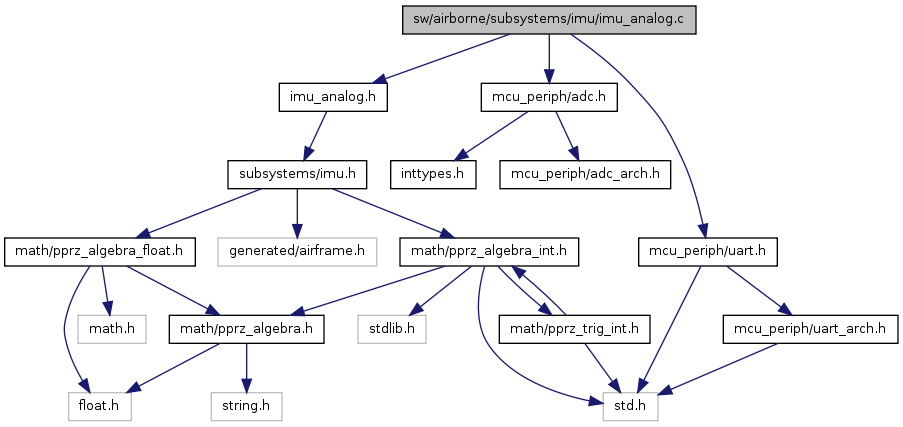 sw/airborne/subsystems/imu/imu_analog.c
imu_analog.h
mcu_periph/adc.h
subsystems/imu.h
inttypes.h
mcu_periph/adc_arch.h
math/pprz_algebra_float.h
generated/airframe.h
math/pprz_algebra_int.h
mcu_periph/uart.h
math.h
math/pprz_algebra.h
stdlib.h
math/pprz_trig_int.h
mcu_periph/uart_arch.h
float.h
string.h
std.h